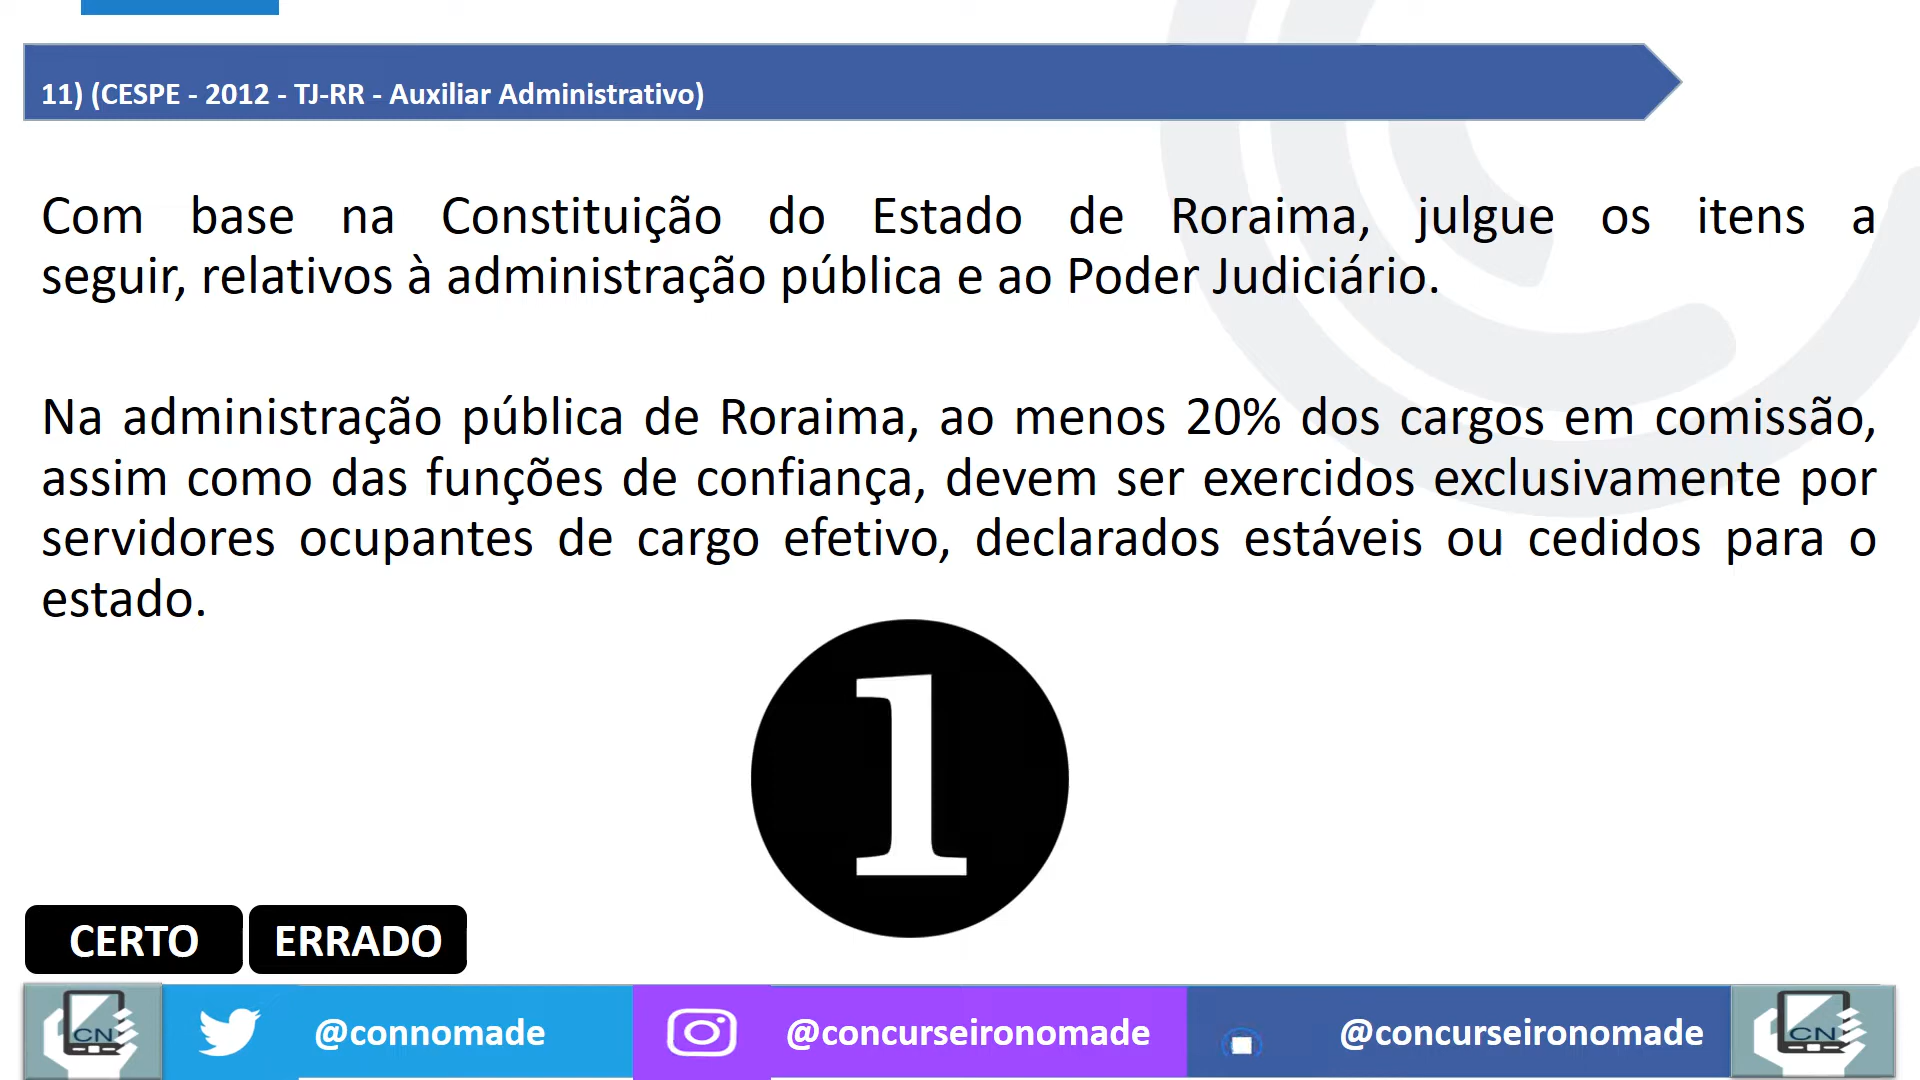 11) (CESPE - 2012 - TJ-RR - Auxiliar Administrativo)
Com base na Constituição do Estado de Roraima, julgue os itens a
seguir, relativos à administração pública e ao Poder Judiciário.
Na administração pública de Roraima, ao menos 20% dos cargos em comissão,
assim como das funções de confiança, devem ser exercidos exclusivamente por
servidores ocupantes de cargo efetivo, declarados estáveis ou cedidos para o
estado.
1
CERTO ERRADO
CN @connomade @concurseironomade @concurseironomade CN